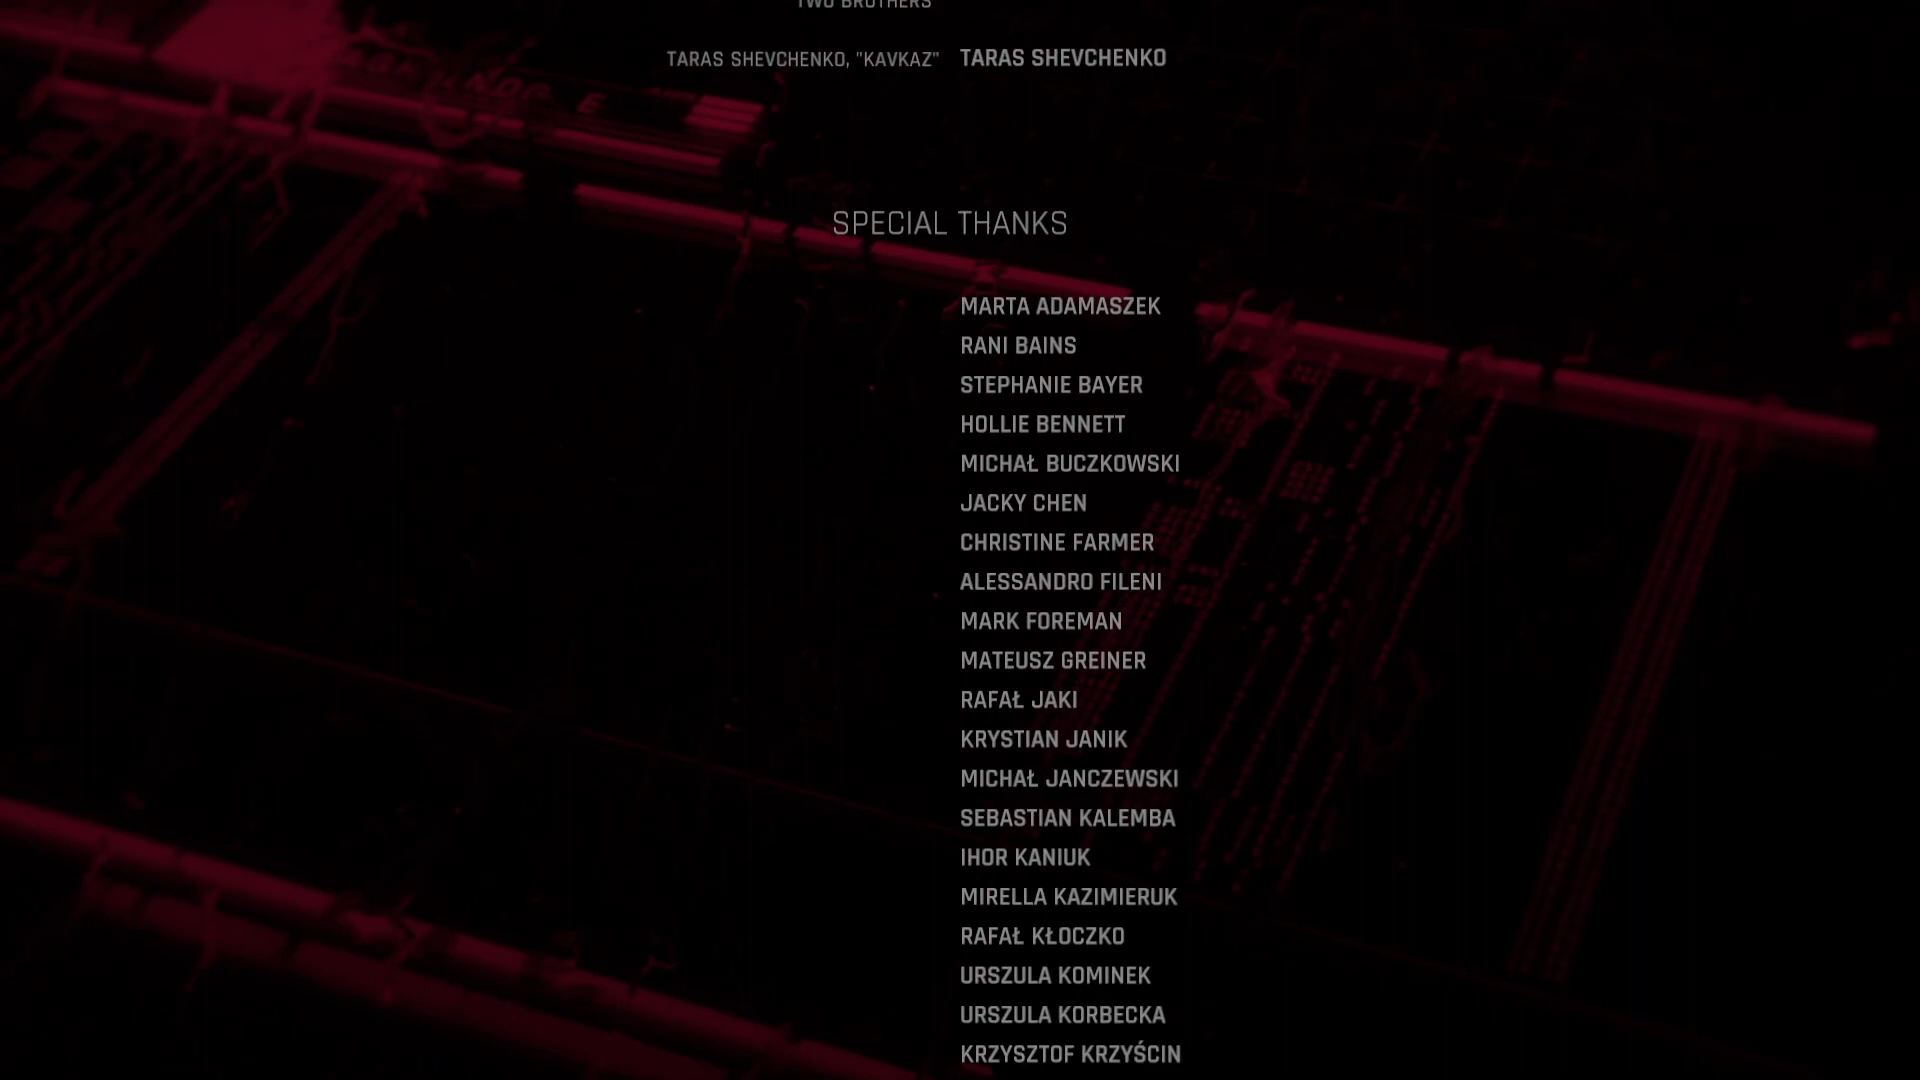 TWO BROTHERS
TARAS SHEVCHENKO, "KAVKAZ" TARAS SHEVCHENKO
SPECIAL THANKS
MARTA ADAMASZEK
RANI BAINS
STEPHANIE BAYER
HOLLIE BENNETT
MICHAŁ BUCZKOWSKI
JACKY CHEN
CHRISTINE FARMER
ALESSANDRO FILENI
MARK FOREMAN
MATEUSZ GREINER
RAFAŁ JAKI
KRYSTIAN JANIK
MICHAŁ JANCZEWSKI
SEBASTIAN KALEMBA
IHOR KANIUK
MIRELLA KAZIMIERUK
RAFAŁ KŁOCZKO
URSZULA KOMINEK
URSZULA KORBECKA
KRZYSZTOF KRZYŚCIN